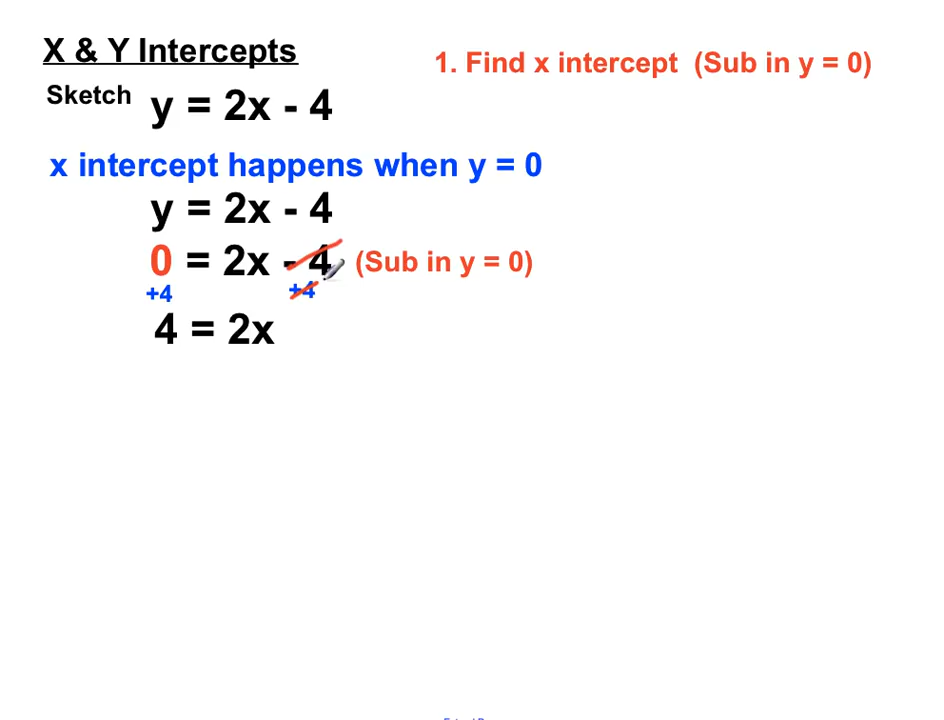 X & Y Intercepts
1. Find x intercept (Sub in y = 0)
Sketch y = 2x - 4
x intercept happens when y = 0
y = 2x - 4
0 = 2x - 4 (Sub in y = 0)
+4 +4
4 = 2x